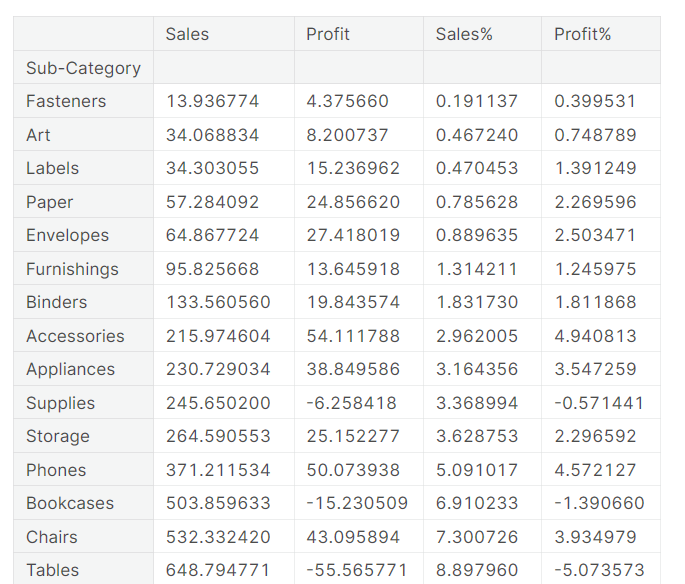 Sales Profit Sales% Profit%
Sub-Category
Fasteners 13.936774 4.375660 0.191137 0.399531
Art 34.068834 8.200737 0.467240 0.748789
Labels 34.303055 15.236962 0.470453 1.391249
Paper 57.284092 24.856620 0.785628 2.269596
Envelopes 64.867724 27.418019 0.889635 2.503471
Furnishings 95.825668 13.645918 1.314211 1.245975
Binders 133.560560 19.843574 1.831730 1.811868
Accessories 215.974604 54.111788 2.962005 4.940813
Appliances 230.729034 38.849586 3.164356 3.547259
Supplies 245.650200 -6.258418 3.368994 -0.571441
Storage 264.590553 25.152277 3.628753 2.296592
Phones 371.211534 50.073938 5.091017 4.572127
Bookcases 503.859633 -15.230509 6.910233 -1.390660
Chairs 532.332420 43.095894 7.300726 3.934979
Tables 648.794771 -55.565771 8.897960 -5.073573